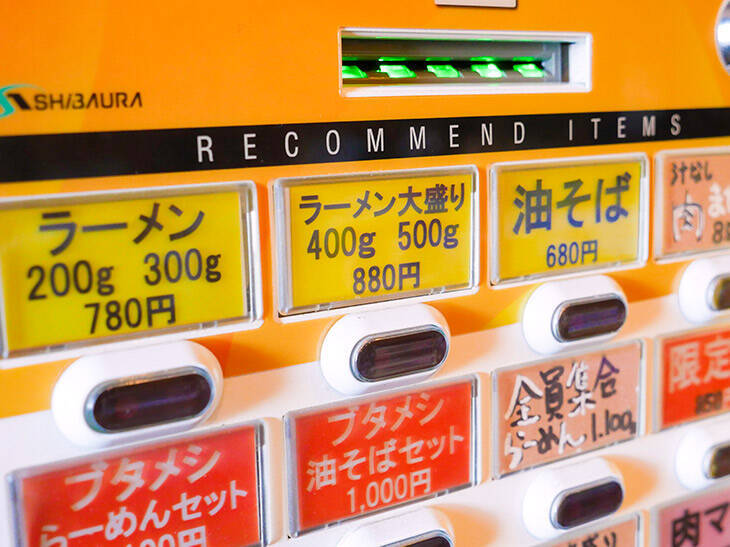 SHIBAURA
RECOMMEND ITEMS
ラーメン
200g 300g
780円
ラーメン大盛り
400g 500g
880円
油そば
680円
汁なし
肉
ブタメシ
らーめんセット
ブタメシ
油そばセット
1,000円
全員集合
らーめん 1.100
限定
肉マ